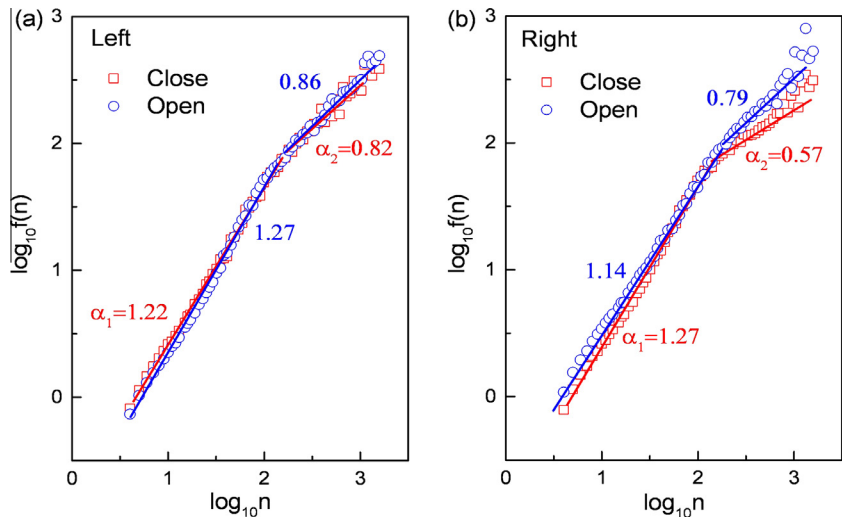 (a)
Left
Close
Open
0.86
α₂=0.82
1.27
α₁=1.22
log₁₀f(n)
3
2
1
0
0
1
2
3
log₁₀n
(b)
Right
Close
Open
0.79
α₂=0.57
1.14
α₁=1.27
log₁₀f(n)
3
2
1
0
0
1
2
3
log₁₀n